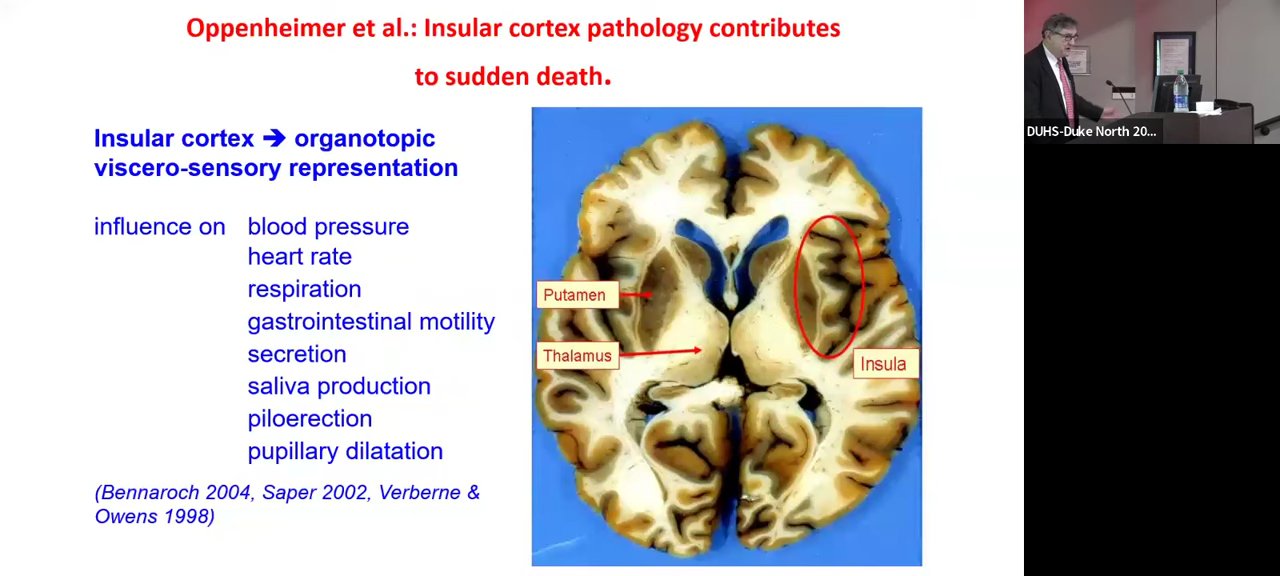 Oppenheimer et al.: Insular cortex pathology contributes
to sudden death.
Insular cortex ➔ organotopic
viscero-sensory representation
influence on blood pressure
heart rate
respiration
gastrointestinal motility
secretion
saliva production
piloerection
pupillary dilatation
(Bennaroch 2004, Saper 2002, Verberne &
Owens 1998)
Putamen
Thalamus
Insula
DUHS-Duke North 20...